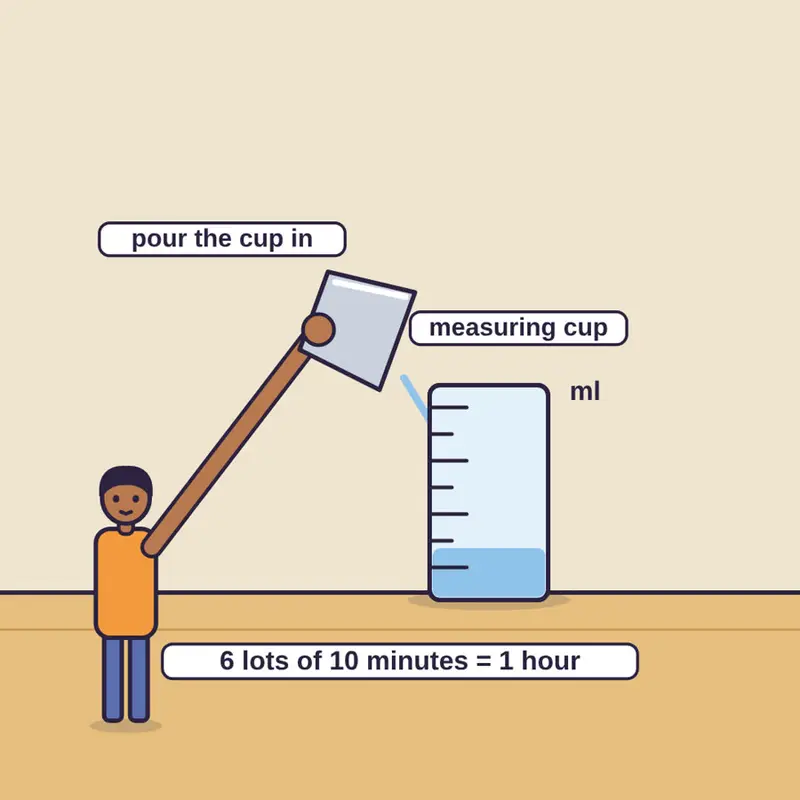 pour the cup in
measuring cup
ml
6 lots of 10 minutes = 1 hour